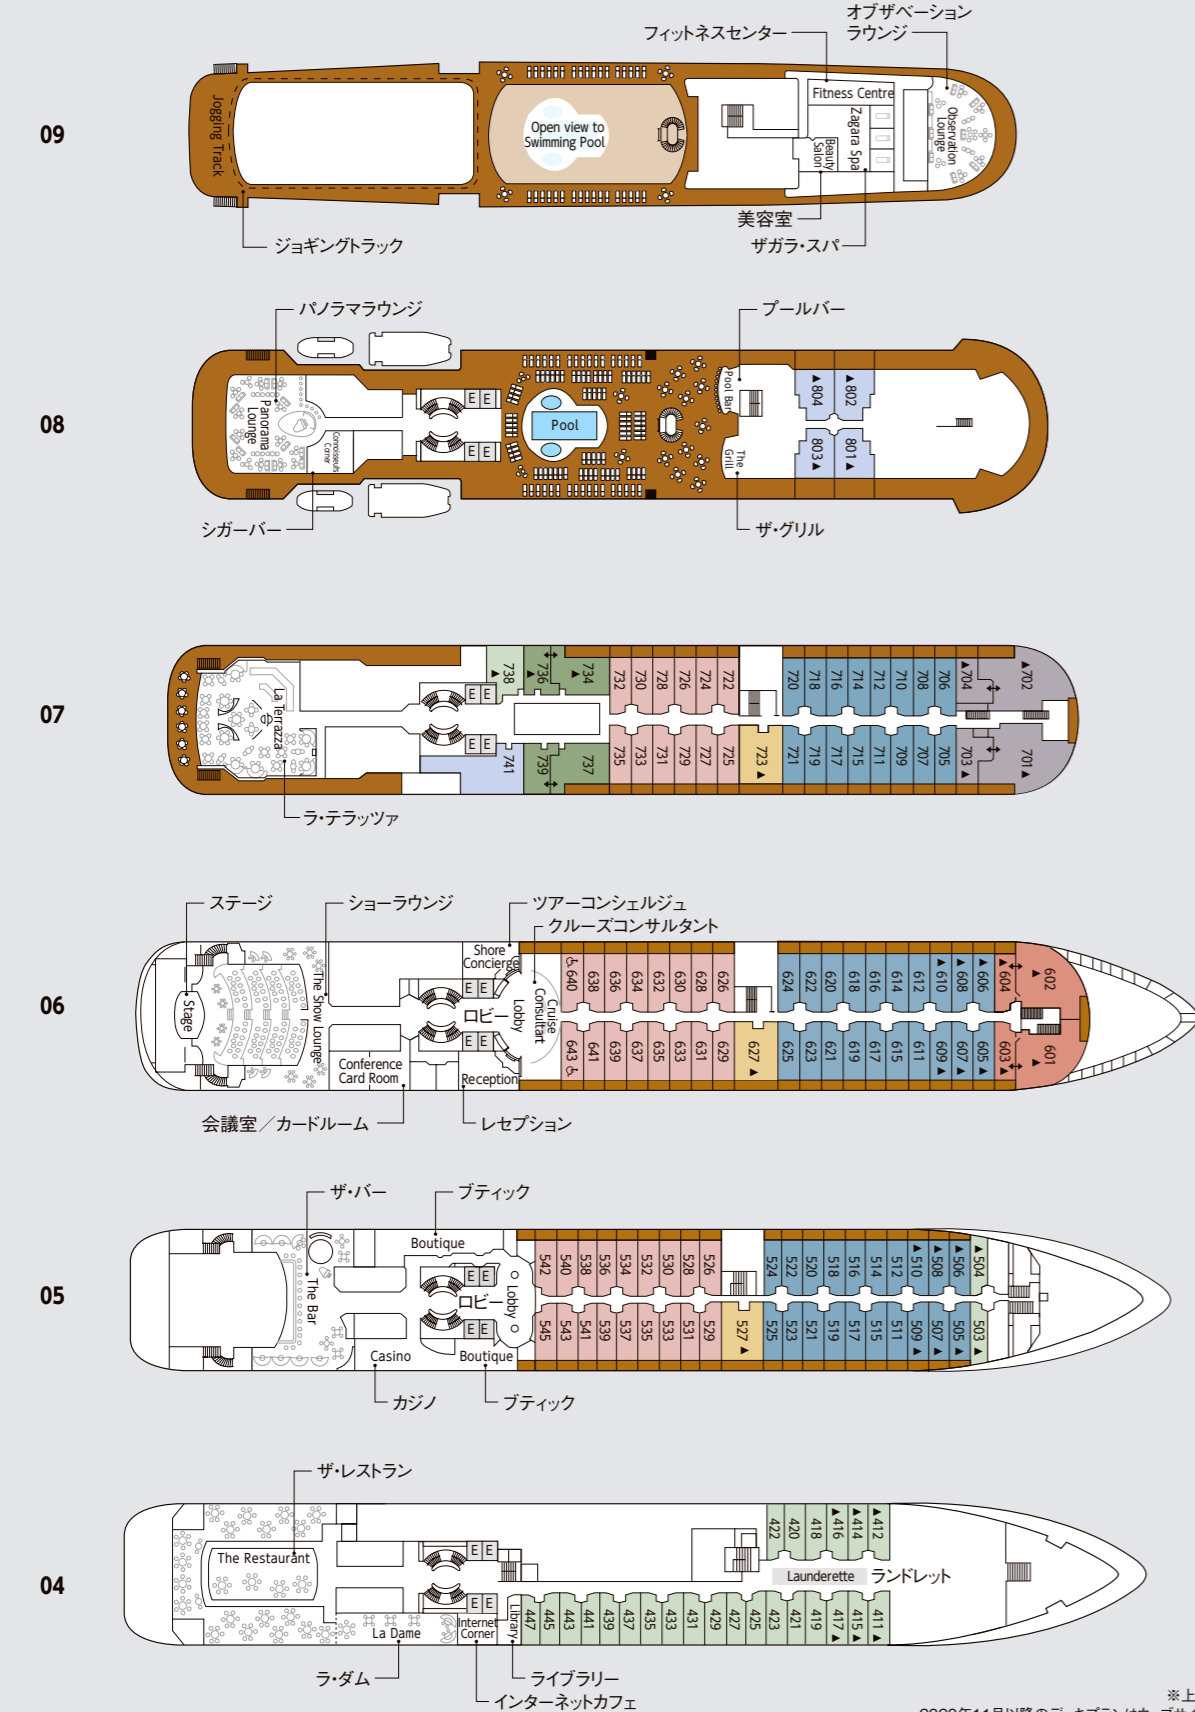 オブザベーション
ラウンジ
フィットネスセンター
09
Jogging Track
Open view to
Swimming Pool
Fitness Centre
Zagara Spa
Beauty
Salon
Observation
Lounge
美容室
ザガラ・スパ
ジョギングトラック
パノラマラウンジ
プールバー
08
Panorama
Lounge
Connoisseurs
Corner
E E
E E
Pool
Pool Bar
The
Grill
804
802
803
801
シガーバー
ザ・グリル
07
La Terrazza
E E
E E
738
736
734
732
730
728
726
724
722
720
718
716
714
712
710
708
706
704
702
741
739
737
735
733
731
729
727
725
723
721
719
717
715
711
709
707
705
703
701
ラ・テラッツァ
ステージ
ショーラウンジ
ツアーコンシェルジュ
クルーズコンサルタント
06
Stage
The Show Lounge
Shore
Concierge
E E
E E
ロビー
Lobby
Cruise
Consultant
Conference
Card Room
Reception
640
638
636
634
632
630
628
626
624
622
620
618
616
614
612
610
608
606
604
602
643
641
639
637
635
633
631
629
627
625
623
621
619
617
615
611
609
607
605
603
601
会議室／カードルーム
レセプション
ザ・バー
ブティック
05
The Bar
Boutique
E E
E E
ロビー
Lobby
Casino
Boutique
542
540
538
536
534
532
530
528
526
524
522
520
518
516
514
512
510
508
506
504
545
543
541
539
537
535
533
531
529
527
525
523
521
519
517
515
511
509
507
505
503
カジノ
ブティック
ザ・レストラン
04
The Restaurant
E E
E E
La Dame
Internet
Corner
Library
422
420
418
416
414
412
Launderette
ランドレット
447
445
443
441
439
437
435
433
431
429
427
425
423
421
419
417
415
411
ラ・ダム
ライブラリー
インターネットカフェ
※上